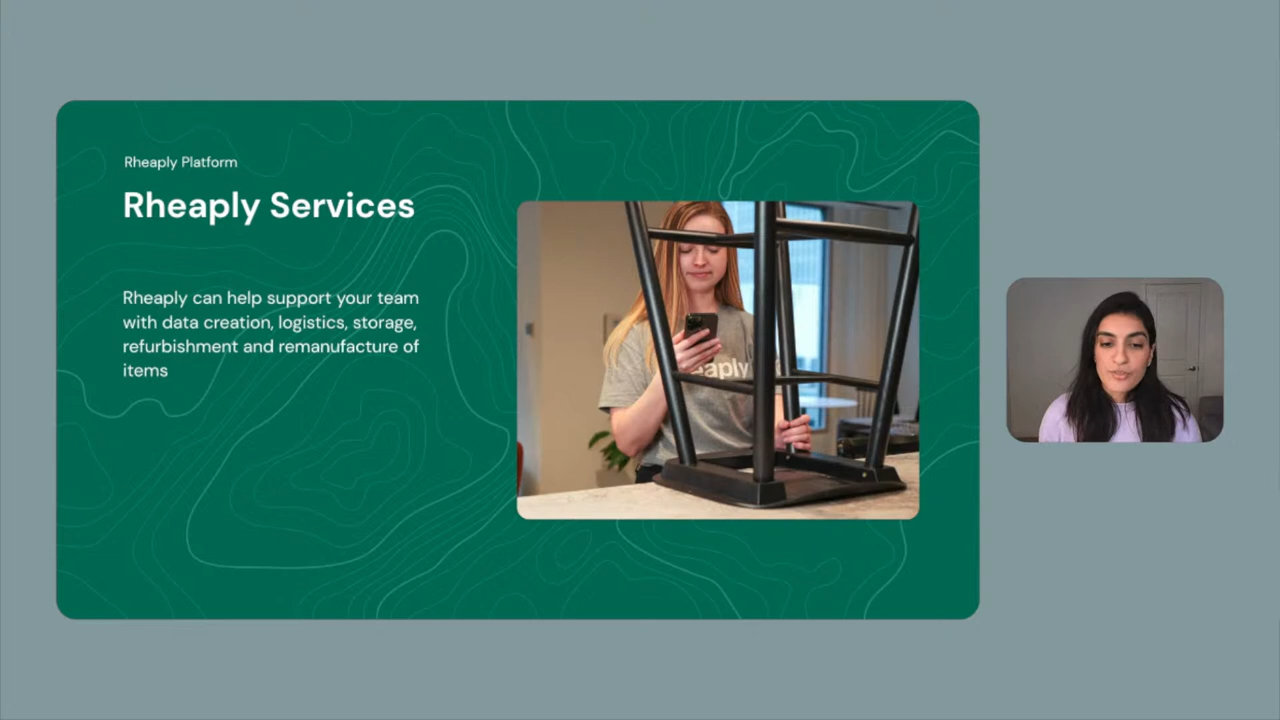 Rheaply Platform
Rheaply Services
Rheaply can help support your team
with data creation, logistics, storage,
refurbishment and remanufacture of
items
eaply